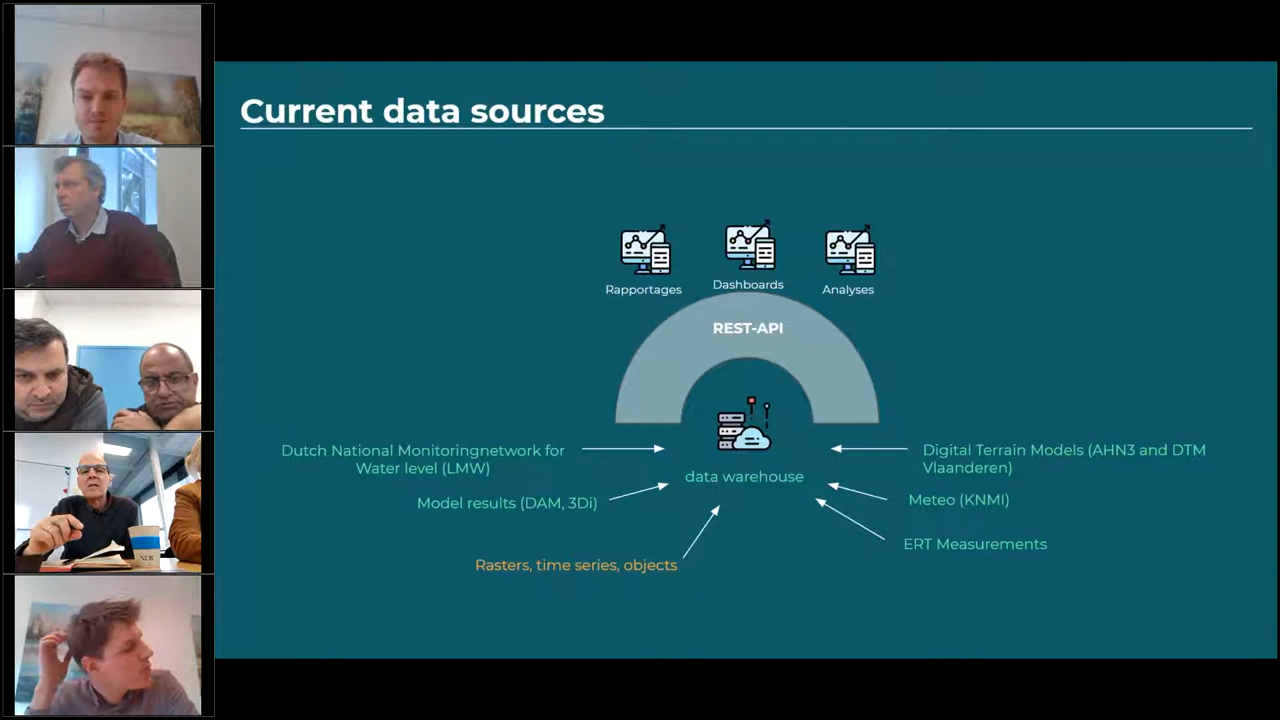 Current data sources
Rapportages
Dashboards
Analyses
REST-API
Dutch National Monitoringnetwork for
Water level (LMW)
Model results (DAM, 3Di)
Rasters, time series, objects
data warehouse
Digital Terrain Models (AHN3 and DTM
Vlaanderen)
Meteo (KNMI)
ERT Measurements